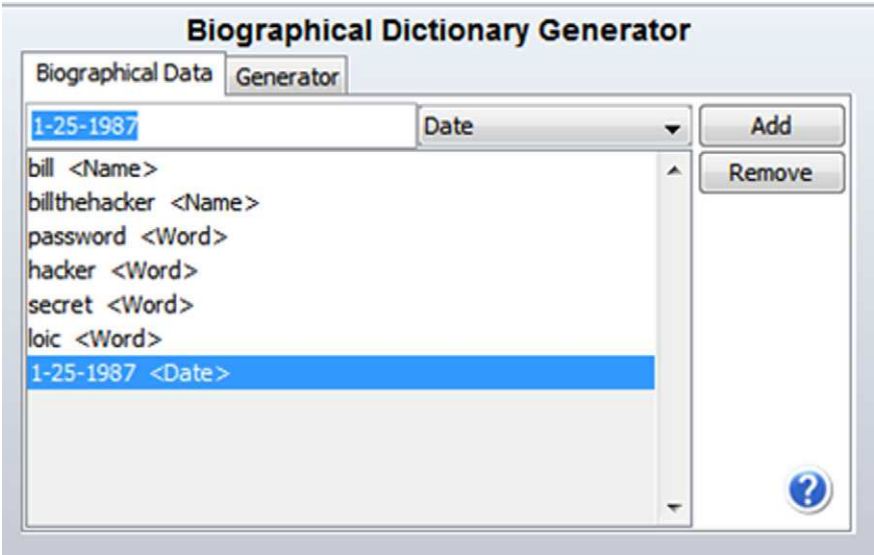 Biographical Dictionary Generator
Biographical Data Generator
1-25-1987 Date Add
bill <Name> Remove
billthehacker <Name>
password <Word>
hacker <Word>
secret <Word>
loic <Word>
1-25-1987 <Date>
?